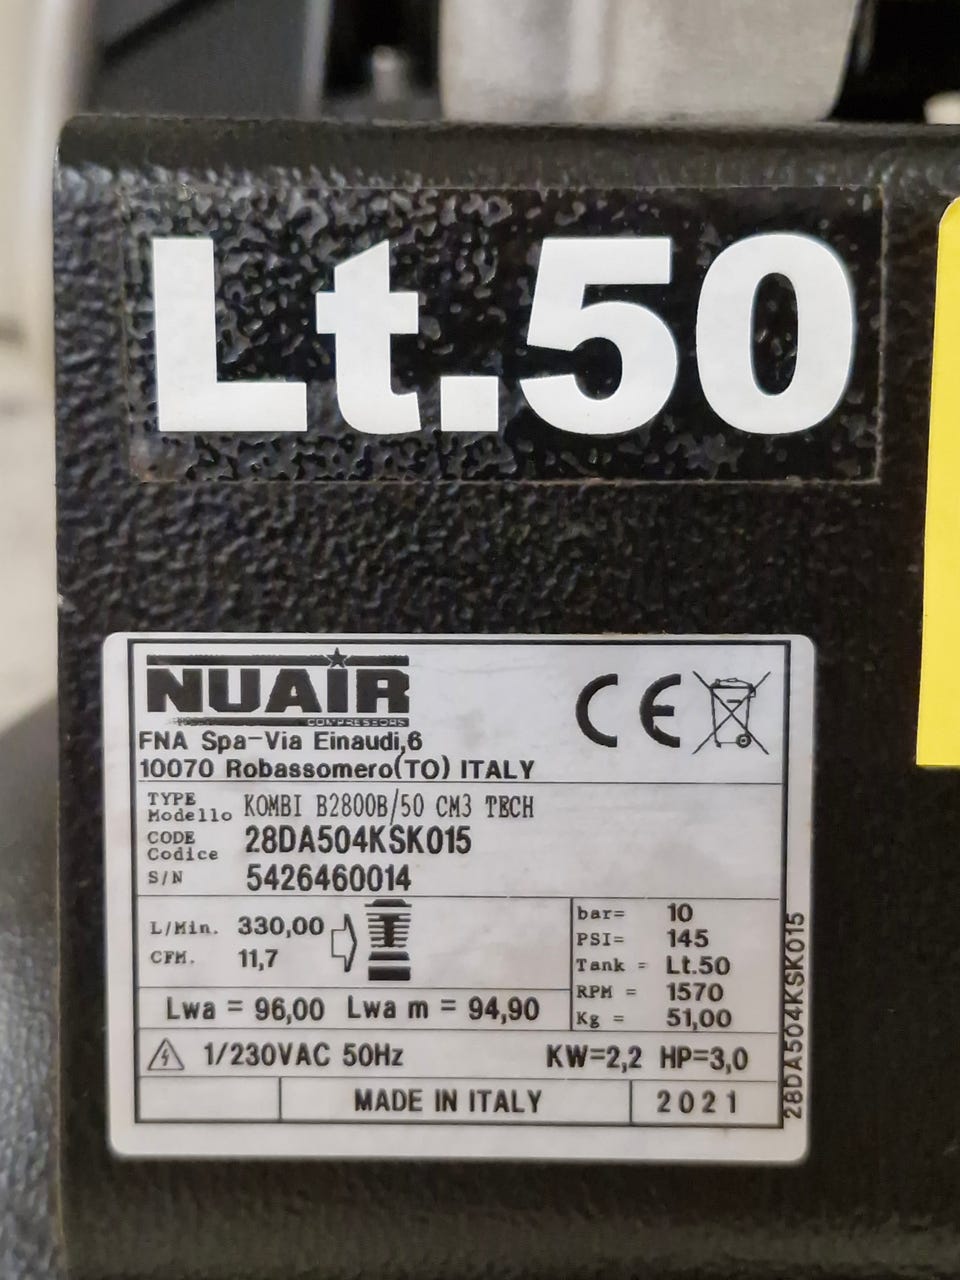 Lt.50
NUAIR
COMPRESSORS
FNA Spa-Via Einaudi,6
10070 Robassomero(TO) ITALY
TYPE
Modello KOMBI B2800B/50 CM3 TECH
CODE
Codice 28DA504KSK015
S/N 5426460014
L/Min. 330,00
CFM. 11,7
bar= 10
PSI= 145
Tank = Lt.50
RPM = 1570
Kg = 51,00
Lwa = 96,00 Lwa m = 94,90
1/230VAC 50Hz KW=2,2 HP=3,0
MADE IN ITALY 2021
28DA504KSK015
CE